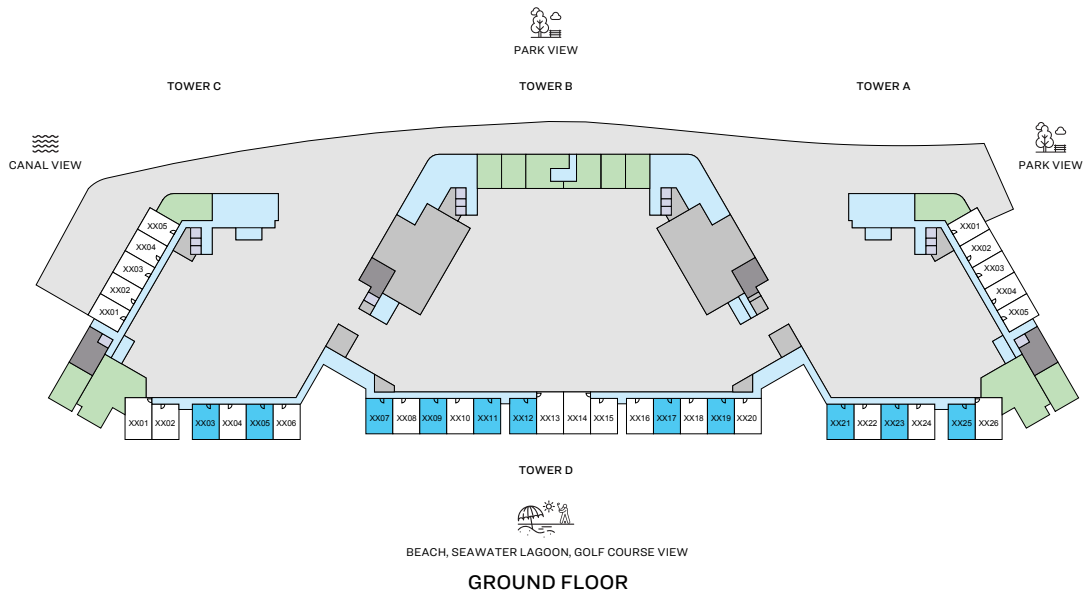 PARK VIEW
TOWER C
TOWER B
TOWER A
CANAL VIEW
PARK VIEW
XX05
XX04
XX03
XX02
XX01
XX01
XX02
XX03
XX04
XX05
XX01 XX02 XX03 XX04 XX05 XX06
XX07 XX08 XX09 XX10 XX11 XX12 XX13 XX14 XX15 XX16 XX17 XX18 XX19 XX20
XX21 XX22 XX23 XX24 XX25 XX26
TOWER D
BEACH, SEAWATER LAGOON, GOLF COURSE VIEW
GROUND FLOOR